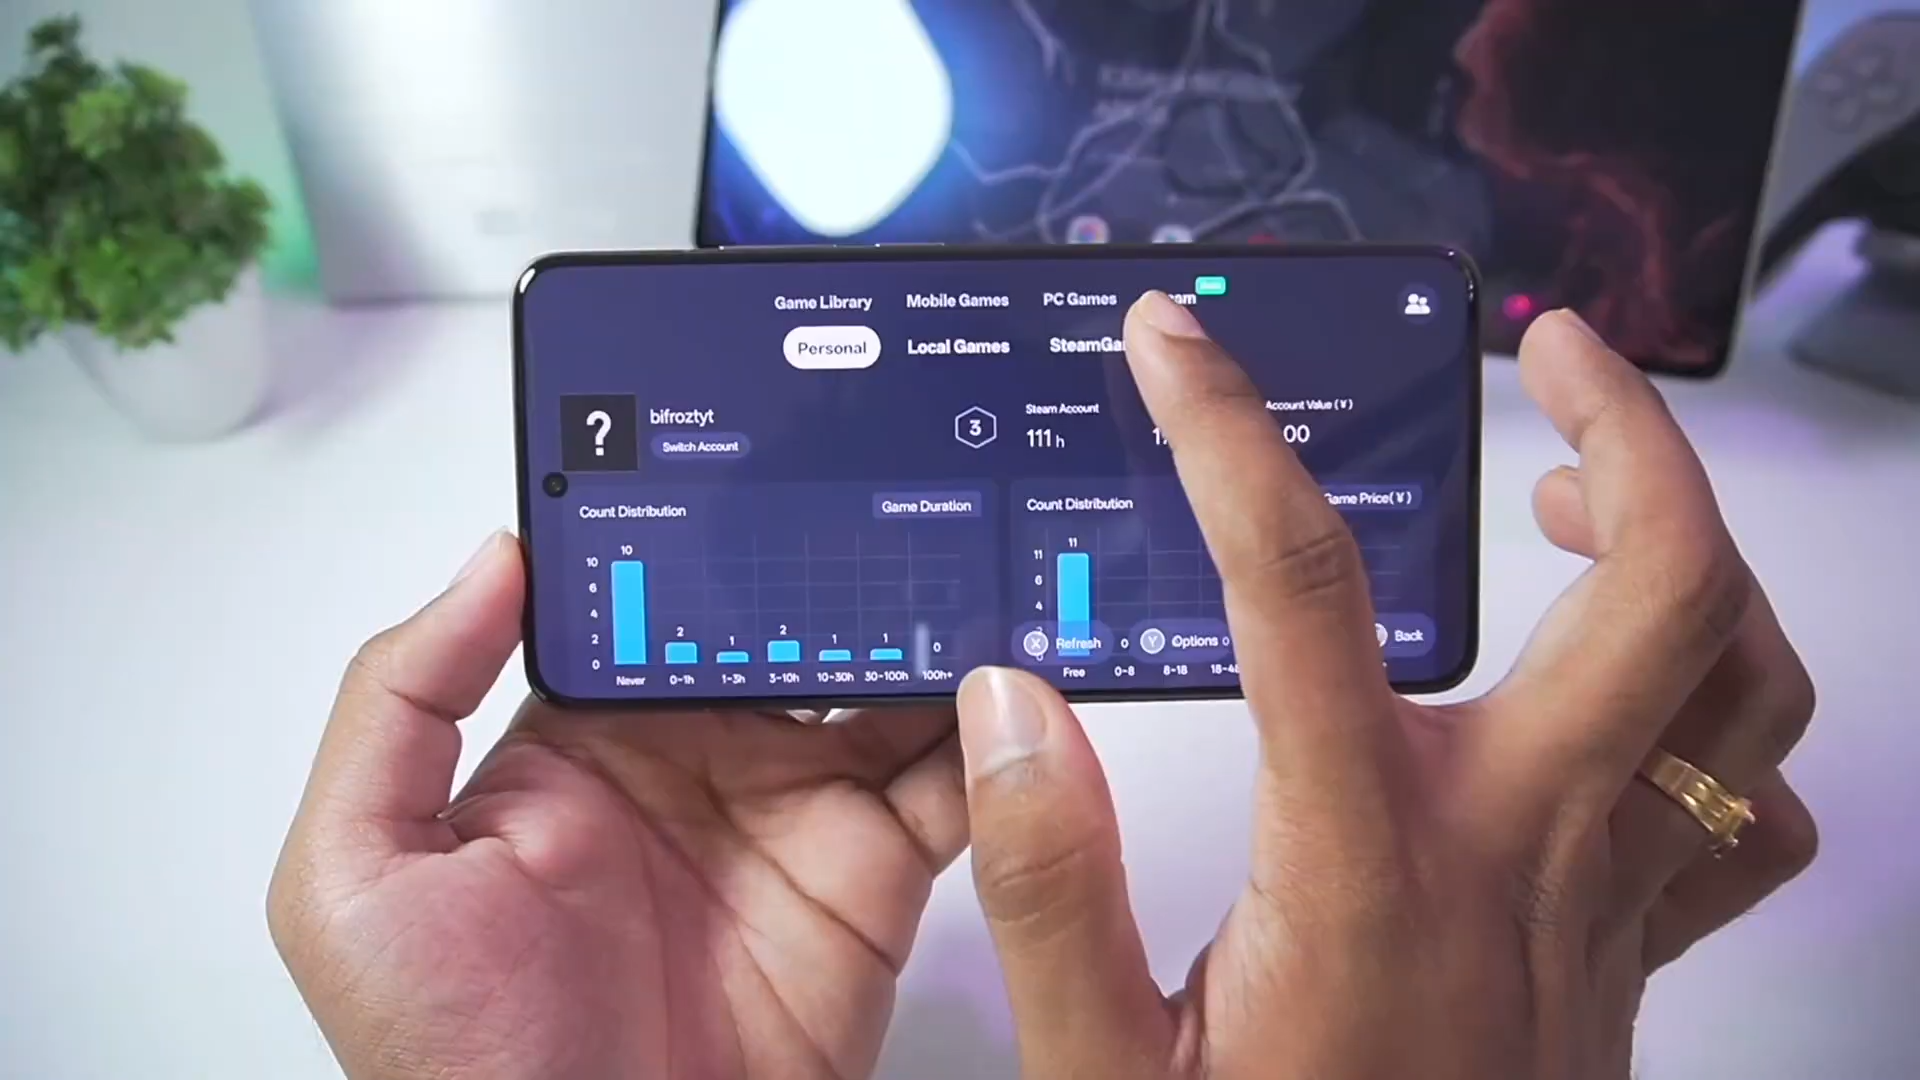 Game Library Mobile Games PC Games
Personal Local Games
?
bifroztyt
Switch Account
3
Steam Account
111 h
Account Value (¥)
00
Count Distribution Game Duration
10
10
6
4
2
0
2
1
2
1
1
0
Never 0-1h 1-3h 3-10h 10-30h 30-100h 100h+
Count Distribution Game Price(¥)
11
11
6
4
X Refresh 0 Y Options 0 Back
Free 0-8 8-18